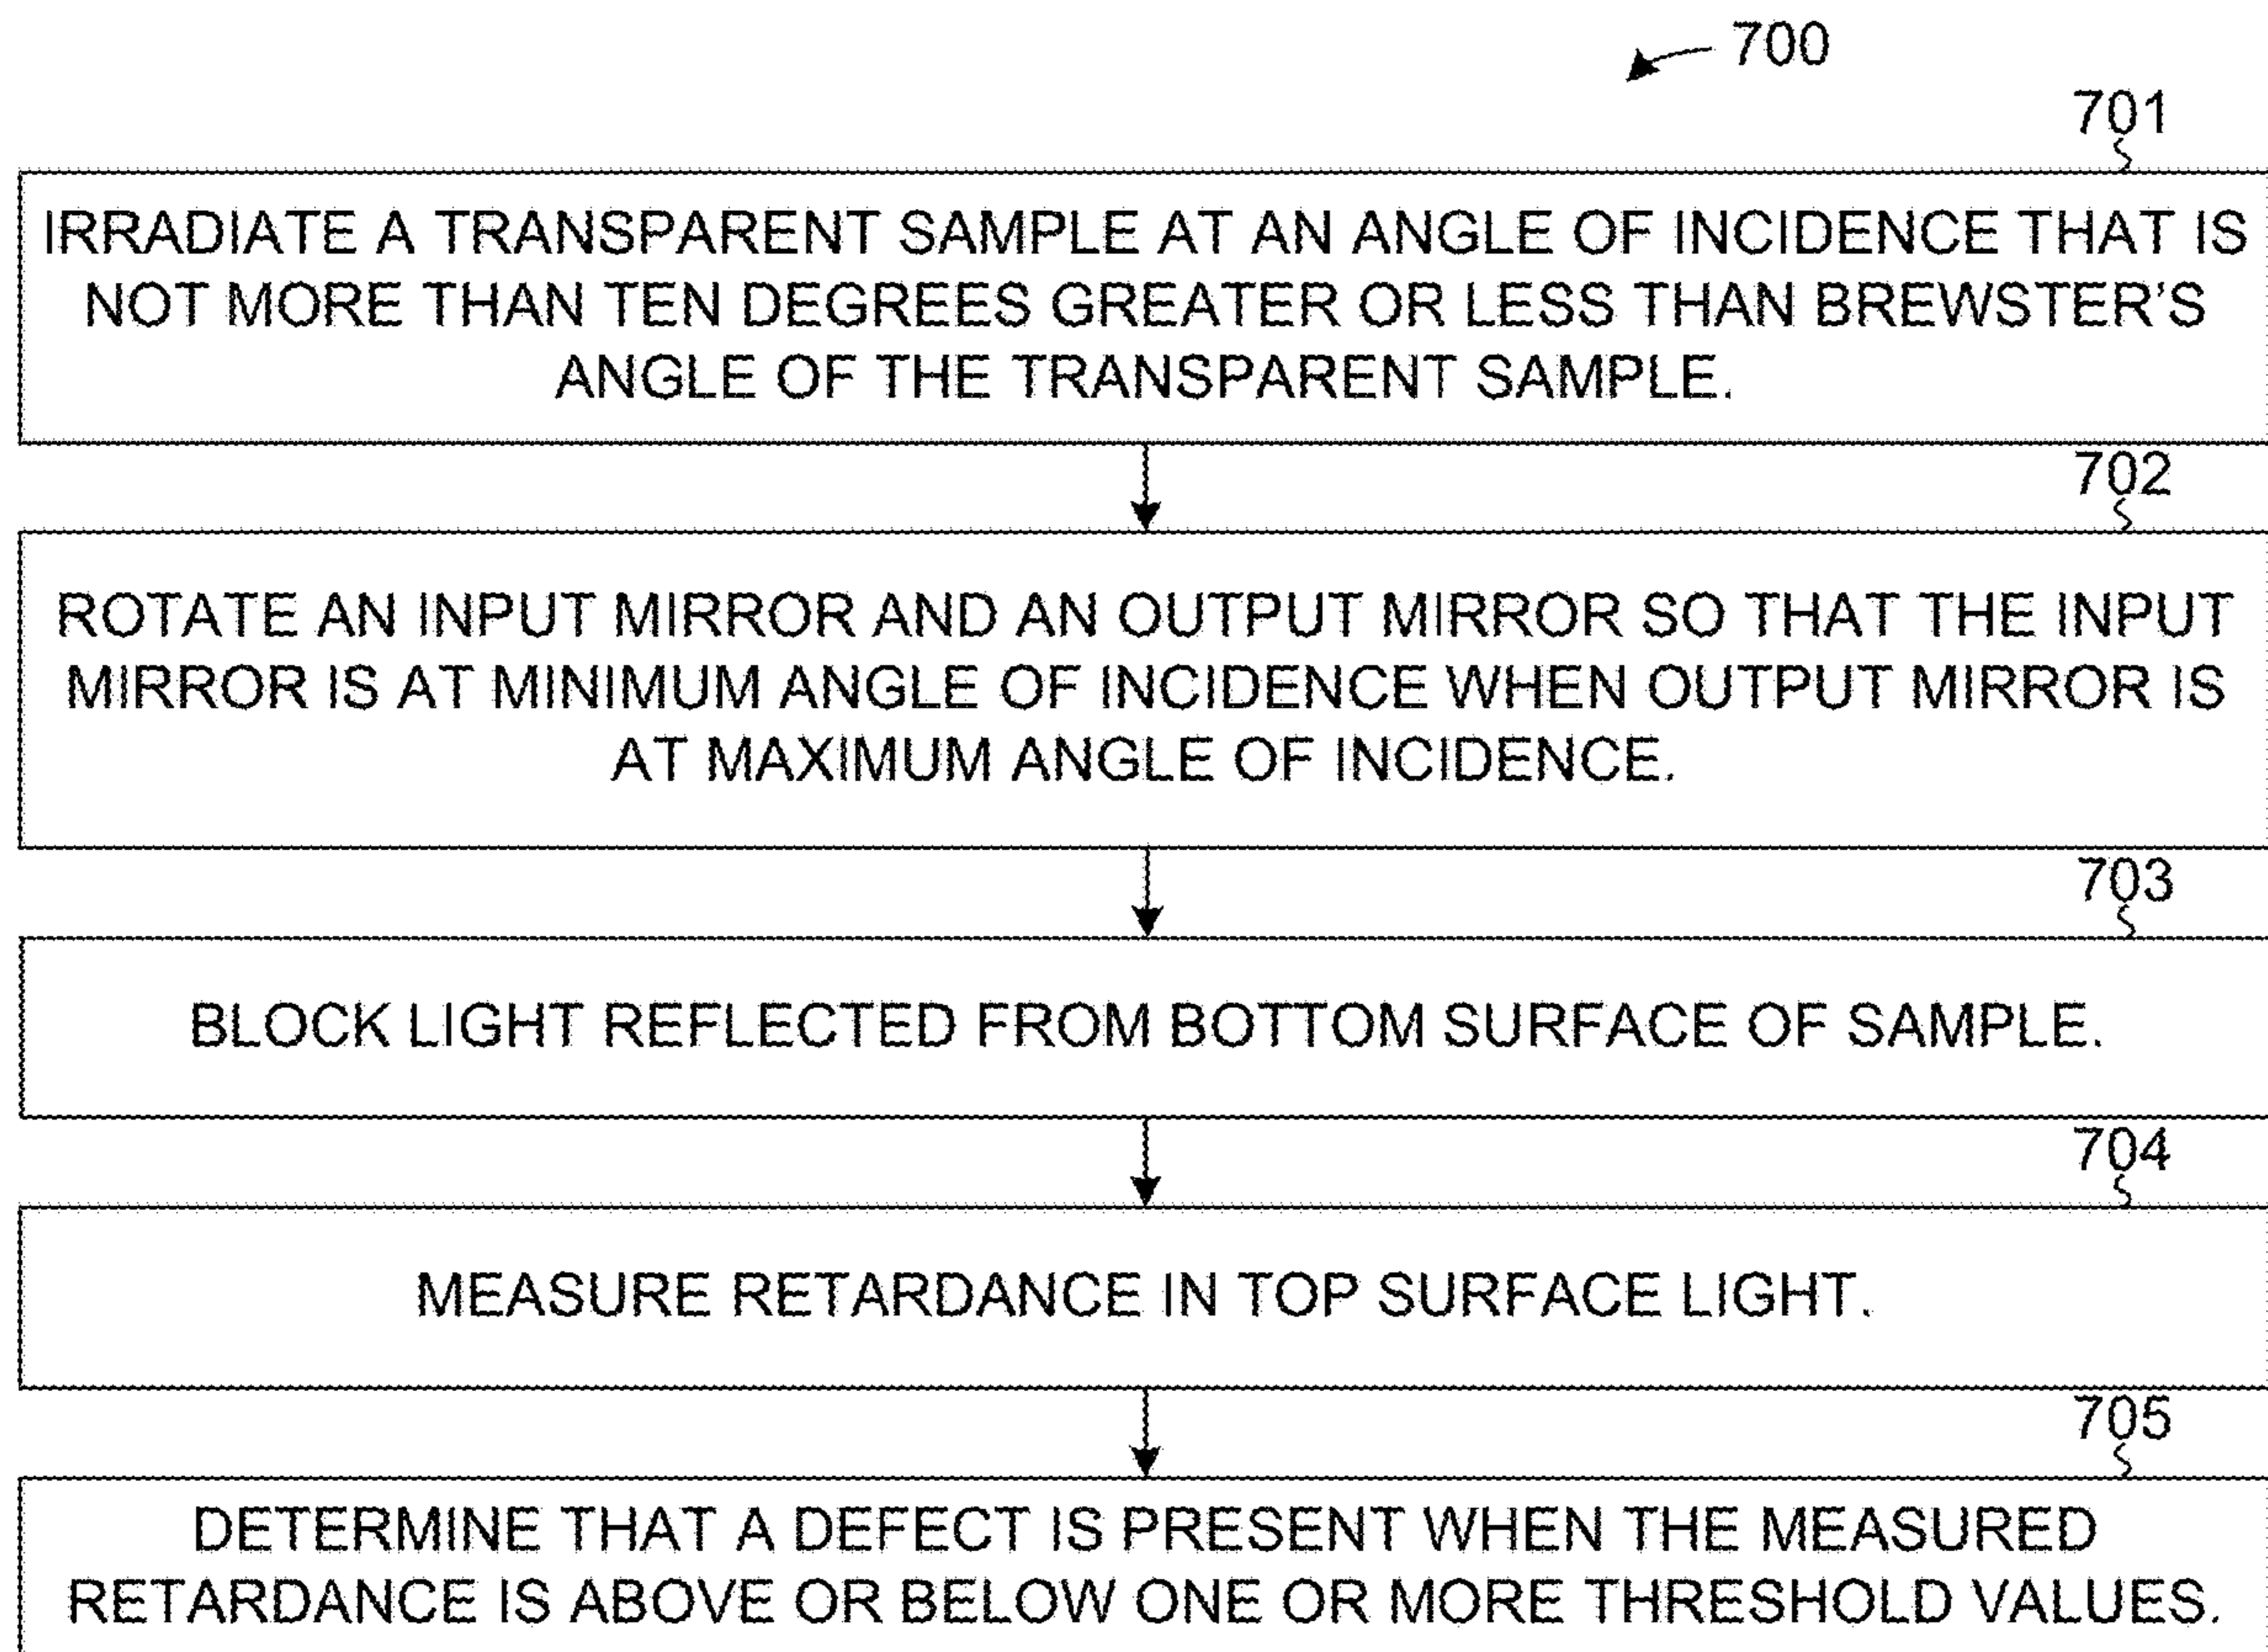 700
701
IRRADIATE A TRANSPARENT SAMPLE AT AN ANGLE OF INCIDENCE THAT IS
NOT MORE THAN TEN DEGREES GREATER OR LESS THAN BREWSTER'S
ANGLE OF THE TRANSPARENT SAMPLE.
702
ROTATE AN INPUT MIRROR AND AN OUTPUT MIRROR SO THAT THE INPUT
MIRROR IS AT MINIMUM ANGLE OF INCIDENCE WHEN OUTPUT MIRROR IS
AT MAXIMUM ANGLE OF INCIDENCE.
703
BLOCK LIGHT REFLECTED FROM BOTTOM SURFACE OF SAMPLE.
704
MEASURE RETARDANCE IN TOP SURFACE LIGHT.
705
DETERMINE THAT A DEFECT IS PRESENT WHEN THE MEASURED
RETARDANCE IS ABOVE OR BELOW ONE OR MORE THRESHOLD VALUES.